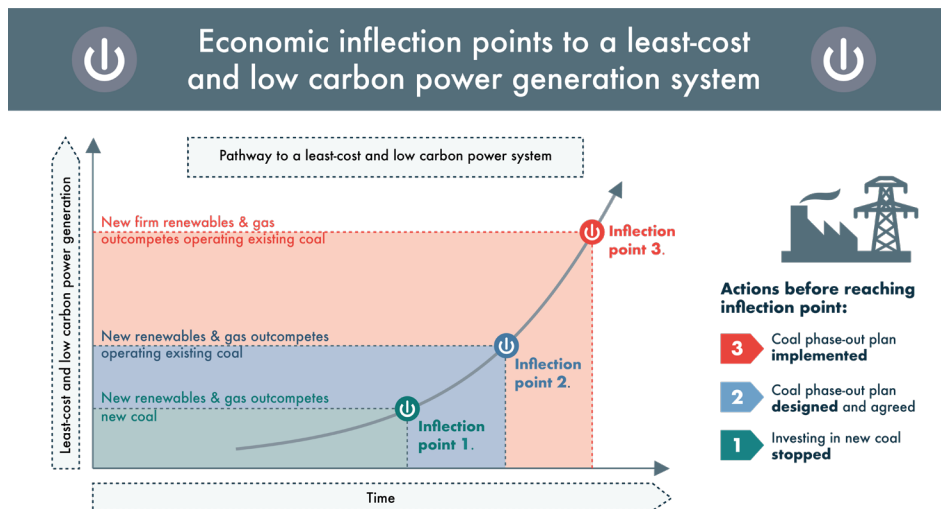 Economic inflection points to a least-cost
and low carbon power generation system
Least-cost and low carbon power generation
Pathway to a least-cost and low carbon power system
New firm renewables & gas
outcompetes operating existing coal
Inflection
point 3.
New renewables & gas outcompetes
operating existing coal
Inflection
point 2.
New renewables & gas outcompetes
new coal
Inflection
point 1.
Time
Actions before reaching
inflection point:
3
Coal phase-out plan
implemented
2
Coal phase-out plan
designed and agreed
1
Investing in new coal
stopped